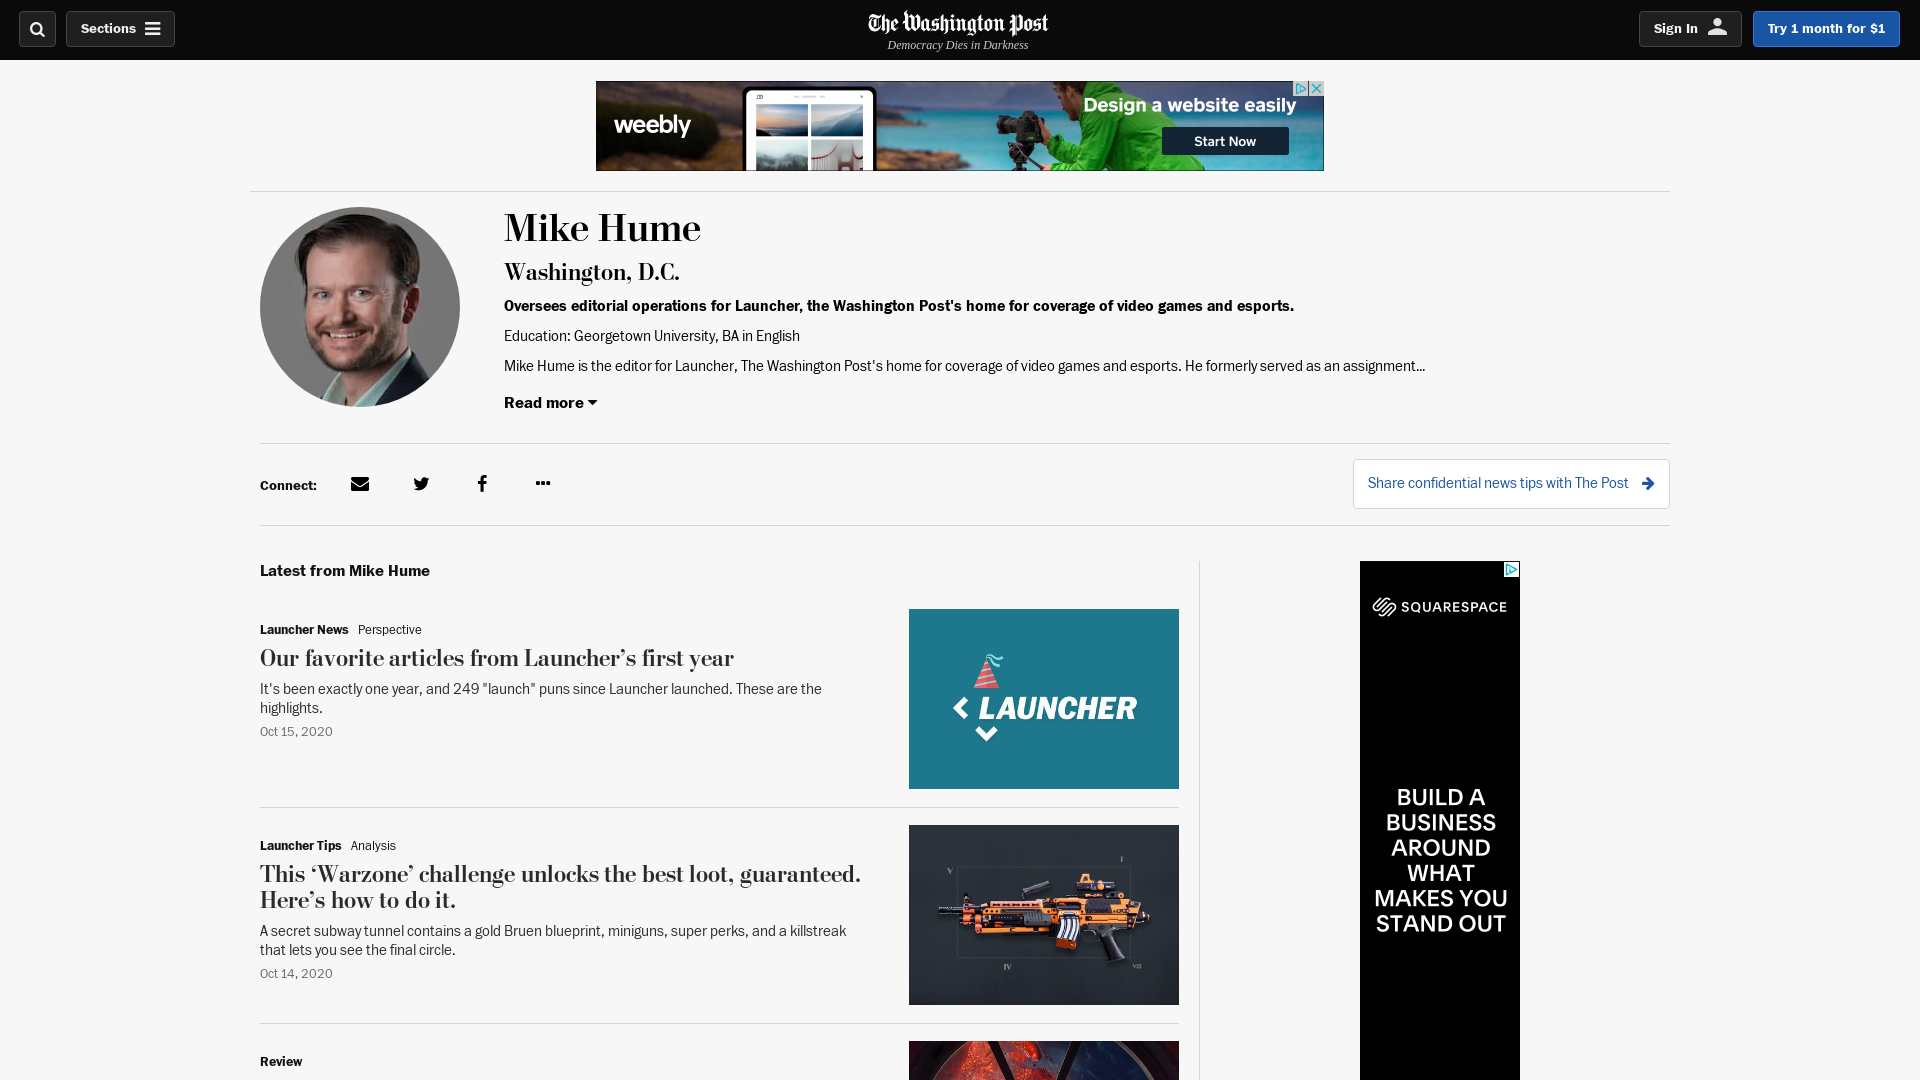 Sections
The Washington Post
Democracy Dies in Darkness
Sign In
Try 1 month for $1
weebly
Design a website easily
Start Now
Mike Hume
Washington, D.C.
Oversees editorial operations for Launcher, the Washington Post's home for coverage of video games and esports.
Education: Georgetown University, BA in English
Mike Hume is the editor for Launcher, The Washington Post's home for coverage of video games and esports. He formerly served as an assignment...
Read more
Connect:
Share confidential news tips with The Post
Latest from Mike Hume
Launcher News Perspective
Our favorite articles from Launcher’s first year
It's been exactly one year, and 249 "launch" puns since Launcher launched. These are the
highlights.
Oct 15, 2020
LAUNCHER
Launcher Tips Analysis
This ‘Warzone’ challenge unlocks the best loot, guaranteed.
Here’s how to do it.
A secret subway tunnel contains a gold Bruen blueprint, miniguns, super perks, and a killstreak
that lets you see the final circle.
Oct 14, 2020
V
I
IV
VII
Review
SQUARESPACE
BUILD A
BUSINESS
AROUND
WHAT
MAKES YOU
STAND OUT